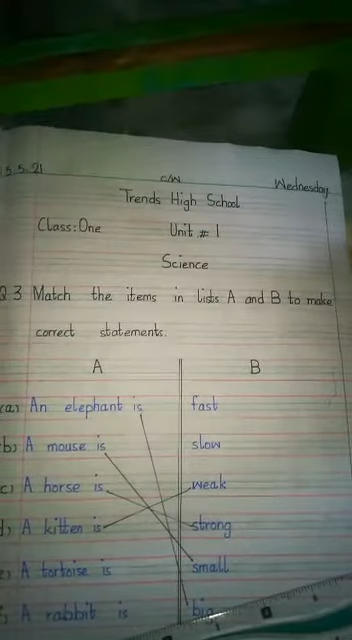 5.5.21 C/W Wednesday
Trends High School
Class:One Unit # 1
Science
Q 3 Match the items in lists A and B to make
correct statements.
A B
(a) An elephant is fast
b) A mouse is slow
c) A horse is weak
d) A kitten is strong
e) A tortoise is small
f) A rabbit is big